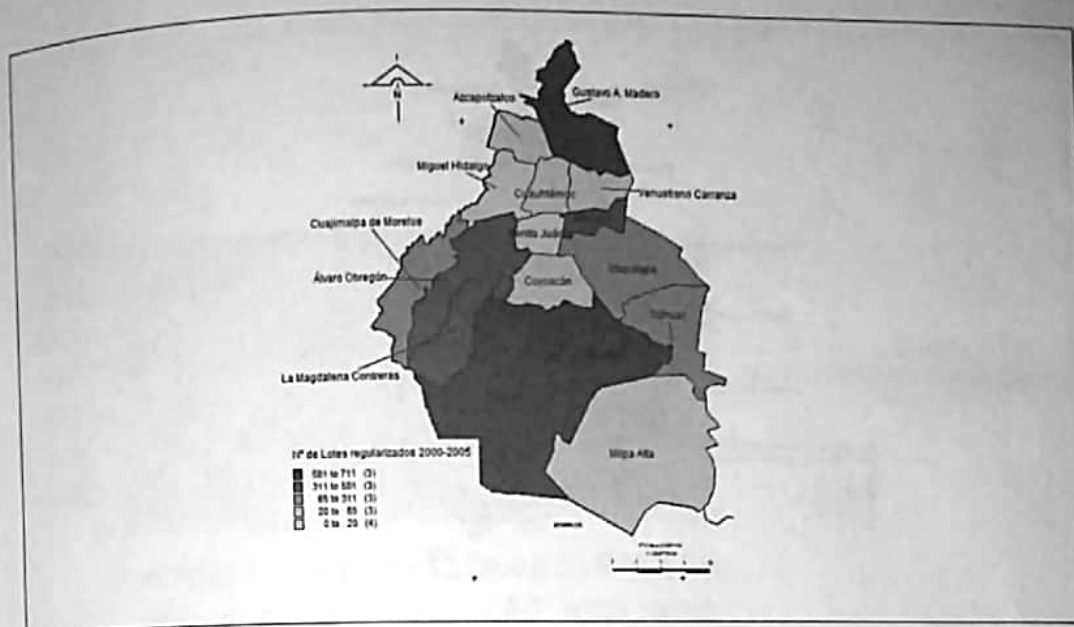 N
Azcapotzalco
Gustavo A. Madero
Miguel Hidalgo
Cuauhtémoc
Venustiano Carranza
Cuajimalpa de Morelos
Benito Juárez
Álvaro Obregón
Iztapalapa
Coyoacán
Tláhuac
La Magdalena Contreras
Milpa Alta
Nº de Lotes regularizados 2000-2005
581 to 711 (3)
311 to 581 (3)
65 to 311 (3)
20 to 65 (3)
0 to 20 (4)